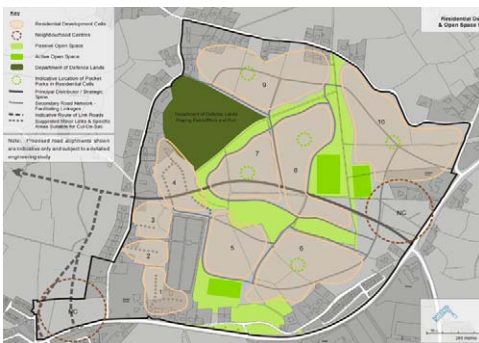 Key
Residential Development Cells
Neighbourhood Centres
Passive Open Space
Active Open Space
Department of Defence Lands
Indicative Location of Pocket
Parks in Residential Cells
Principal Distributor / Strategic
Spine
Secondary Road Network -
Facilitating Linkages
Indicative Route of Link Roads
Suggested Minor Links & Specific
Areas Suitable for Cul-De-Sac
Note: Proposed road alignments shown
are indicative only and subject to a detailed
engineering study
Residential De
& Open Space
Department of Defence Lands
9
10
7
8
4
3
2
1
5
6
NC
NC